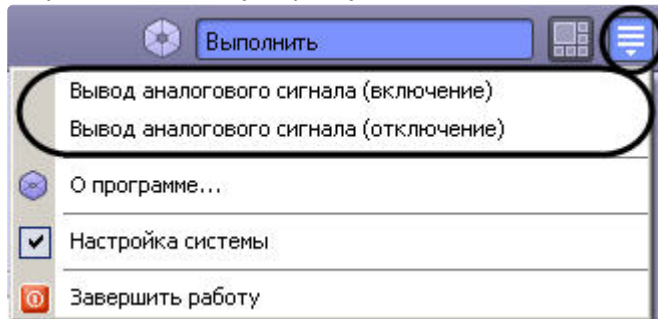 Выполнить
Вывод аналогового сигнала (включение)
Вывод аналогового сигнала (отключение)
О программе...
Настройка системы
Завершить работу